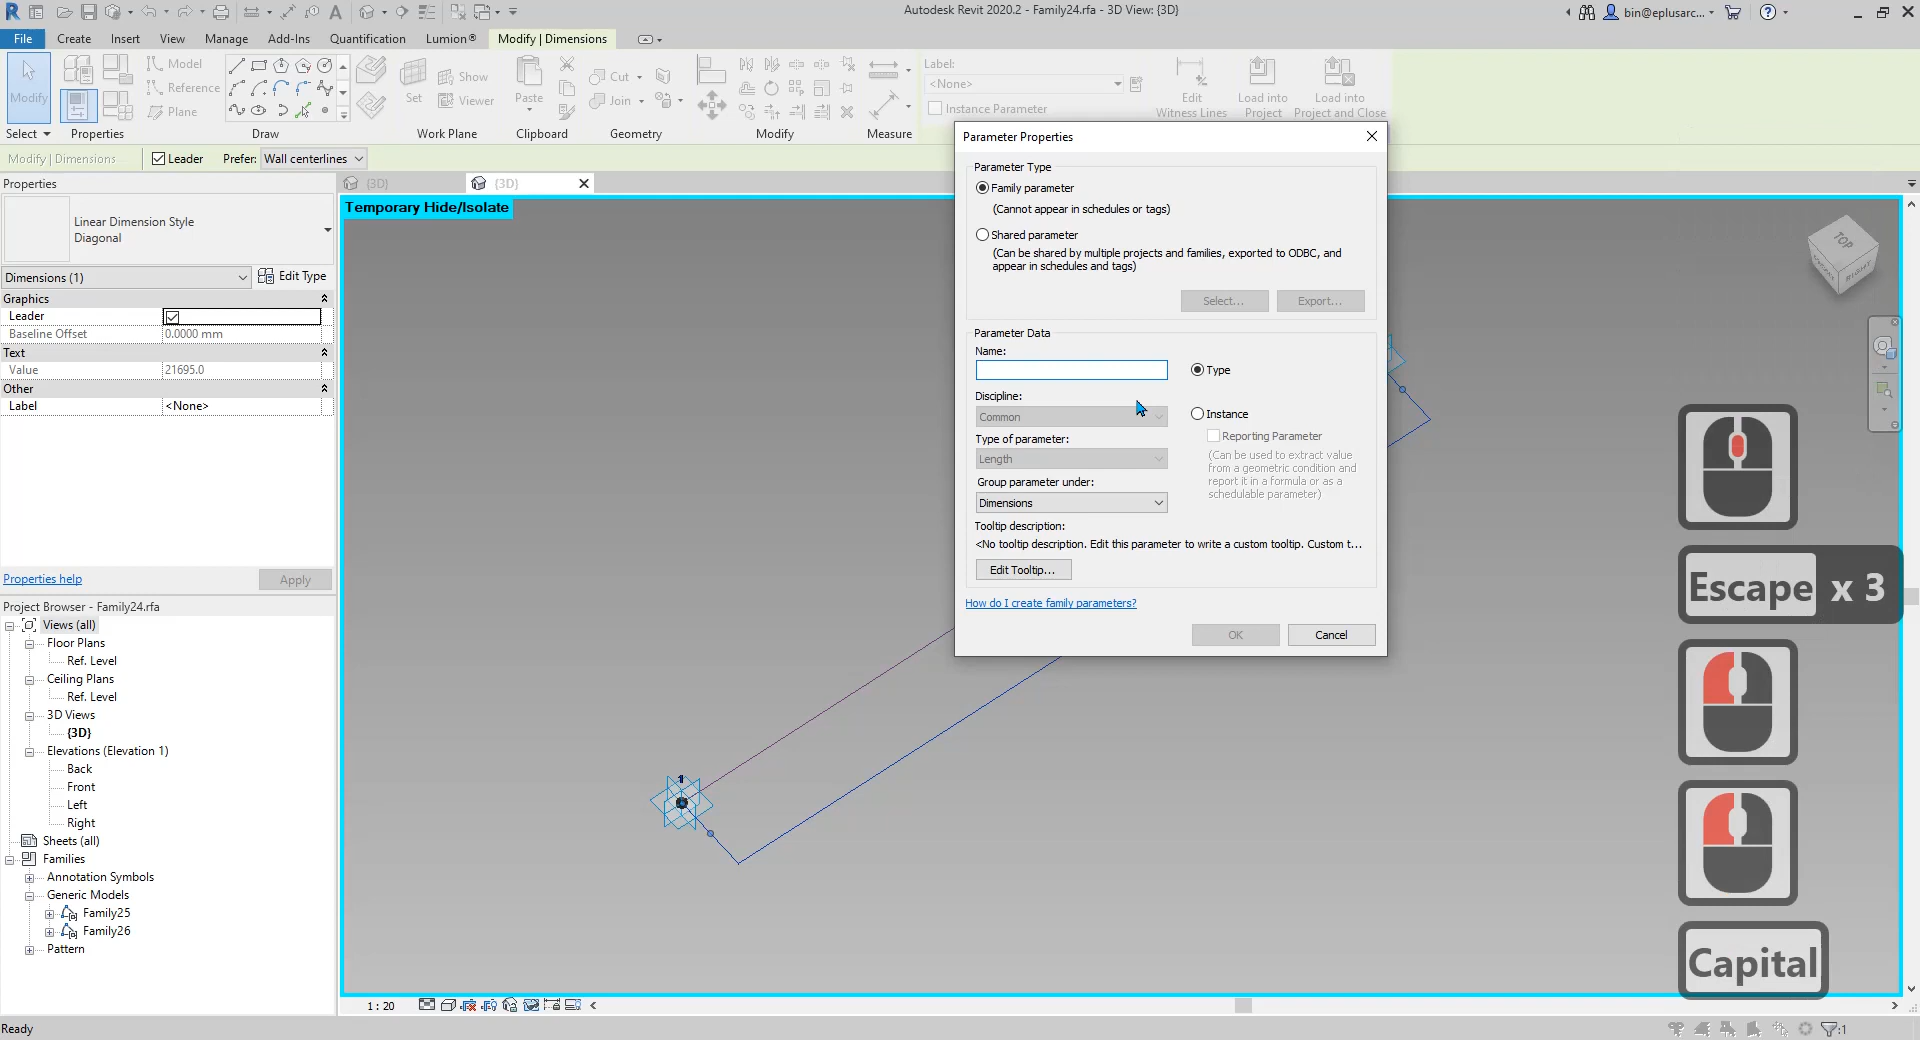 Autodesk Revit 2020.2 - Family24.rfa - 3D View: {3D}
bin@eplusarc...
File
Create
Insert
View
Manage
Add-Ins
Quantification
Lumion®
Modify | Dimensions
Modify
Model
Reference
Plane
Set
Show
Viewer
Paste
Cut
Join
Label:
<None>
Instance Parameter
Edit
Witness Lines
Load into
Project
Load into
Project and Close
Select
Properties
Draw
Work Plane
Clipboard
Geometry
Modify
Measure
Modify | Dimensions
Leader
Prefer:
Wall centerlines
Properties
{3D}
{3D}
Linear Dimension Style
Diagonal
Dimensions (1)
Edit Type
Graphics
Leader
Baseline Offset
0.0000 mm
Text
Value
21695.0
Other
Label
<None>
Properties help
Apply
Project Browser - Family24.rfa
Views (all)
Floor Plans
Ref. Level
Ceiling Plans
Ref. Level
3D Views
{3D}
Elevations (Elevation 1)
Back
Front
Left
Right
Sheets (all)
Families
Annotation Symbols
Generic Models
Family25
Family26
Pattern
Temporary Hide/Isolate
1
TOP
RIGHT
Parameter Properties
Parameter Type
Family parameter
(Cannot appear in schedules or tags)
Shared parameter
(Can be shared by multiple projects and families, exported to ODBC, and
appear in schedules and tags)
Select...
Export...
Parameter Data
Name:
Type
Discipline:
Common
Instance
Reporting Parameter
Type of parameter:
Length
(Can be used to extract value
from a geometric condition and
report it in a formula or as a
schedulable parameter)
Group parameter under:
Dimensions
Tooltip description:
<No tooltip description. Edit this parameter to write a custom tooltip. Custom t...
Edit Tooltip...
How do I create family parameters?
OK
Cancel
Escape x 3
Capital
1 : 20
Ready
:1